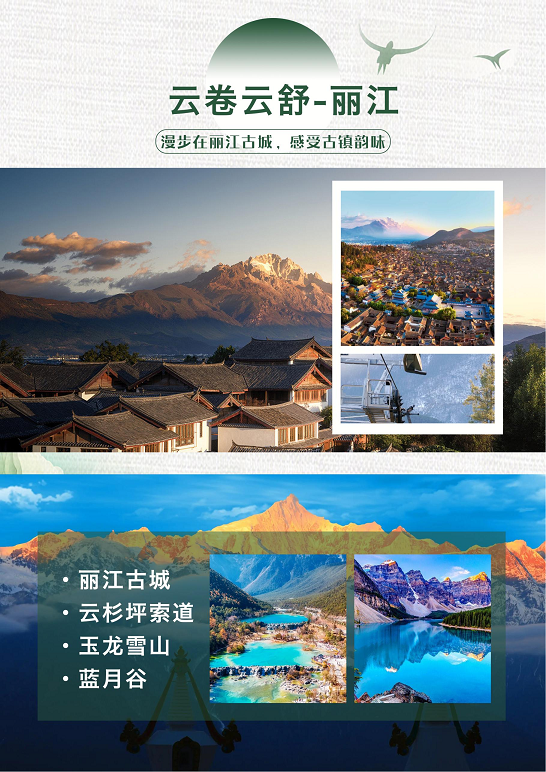 云卷云舒-丽江
漫步在丽江古城，感受古镇韵味
• 丽江古城
• 云杉坪索道
• 玉龙雪山
• 蓝月谷